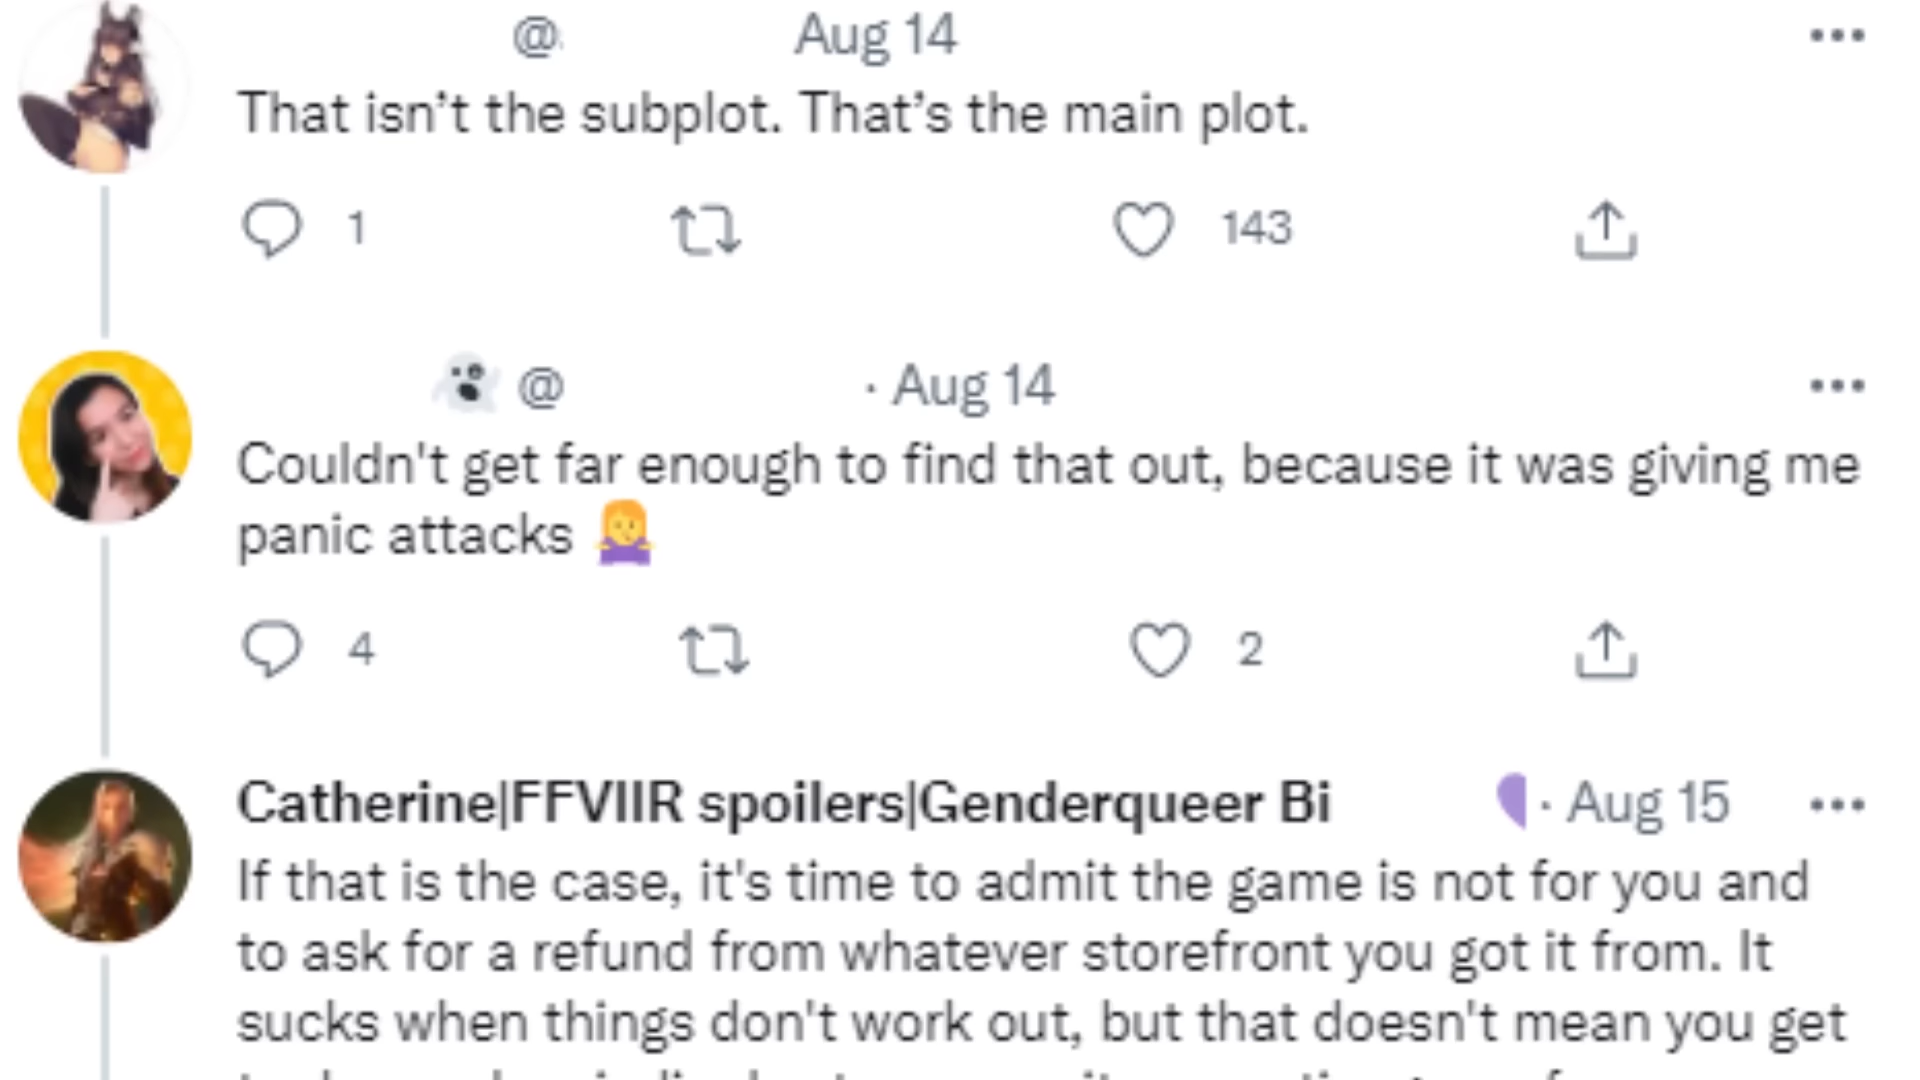 @ Aug 14
That isn’t the subplot. That’s the main plot.
1 143
@ · Aug 14
Couldn't get far enough to find that out, because it was giving me
panic attacks
4 2
Catherine|FFVIIR spoilers|Genderqueer Bi · Aug 15
If that is the case, it's time to admit the game is not for you and
to ask for a refund from whatever storefront you got it from. It
sucks when things don't work out, but that doesn't mean you get